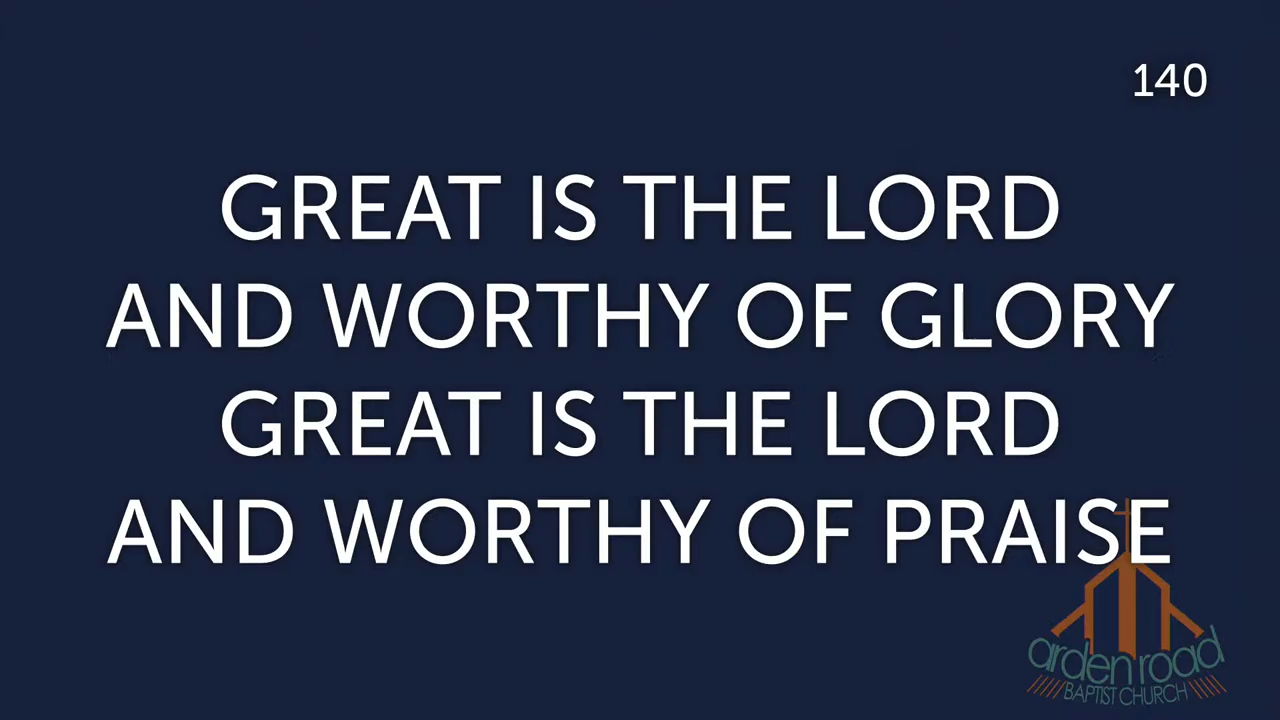 140
GREAT IS THE LORD
AND WORTHY OF GLORY
GREAT IS THE LORD
AND WORTHY OF PRAISE
arden road
BAPTIST CHURCH